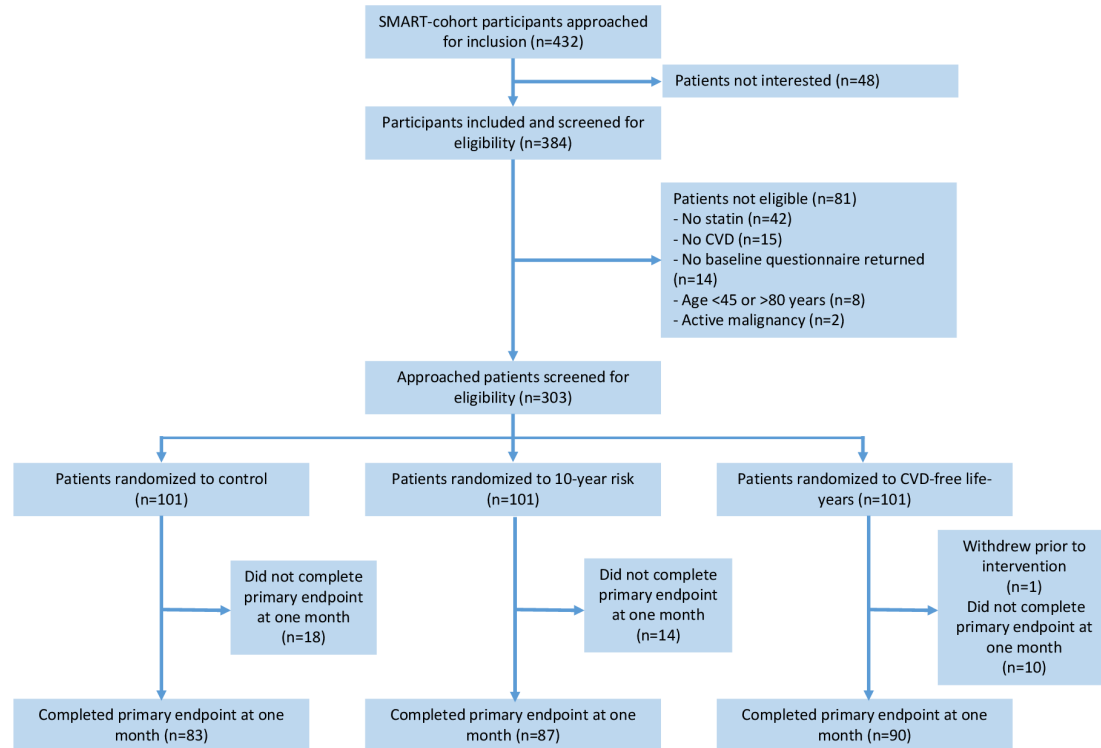 SMART-cohort participants approached
for inclusion (n=432)
Patients not interested (n=48)
Participants included and screened for
eligibility (n=384)
Patients not eligible (n=81)
- No statin (n=42)
- No CVD (n=15)
- No baseline questionnaire returned
(n=14)
- Age <45 or >80 years (n=8)
- Active malignancy (n=2)
Approached patients screened for
eligibility (n=303)
Patients randomized to control
(n=101)
Patients randomized to 10-year risk
(n=101)
Patients randomized to CVD-free life-
years (n=101)
Did not complete
primary endpoint
at one month
(n=18)
Did not complete
primary endpoint
at one month
(n=14)
Withdrew prior to
intervention
(n=1)
Did not complete
primary endpoint at
one month
(n=10)
Completed primary endpoint at one
month (n=83)
Completed primary endpoint at one
month (n=87)
Completed primary endpoint at one
month (n=90)